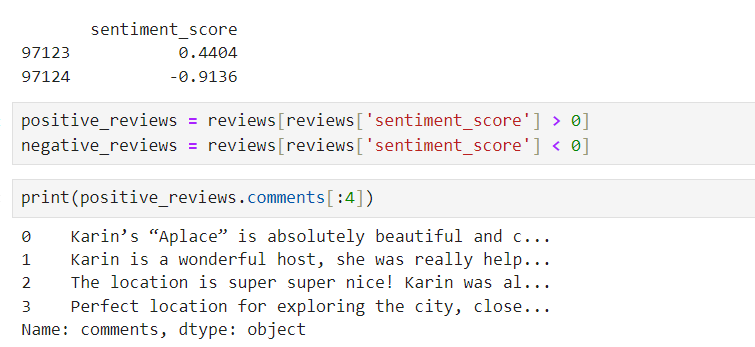 sentiment_score
97123 0.4404
97124 -0.9136
positive_reviews = reviews[reviews['sentiment_score'] > 0]
negative_reviews = reviews[reviews['sentiment_score'] < 0]
print(positive_reviews.comments[:4])
0 Karin’s “Aplace” is absolutely beautiful and c...
1 Karin is a wonderful host, she was really help...
2 The location is super super nice! Karin was al...
3 Perfect location for exploring the city, close...
Name: comments, dtype: object